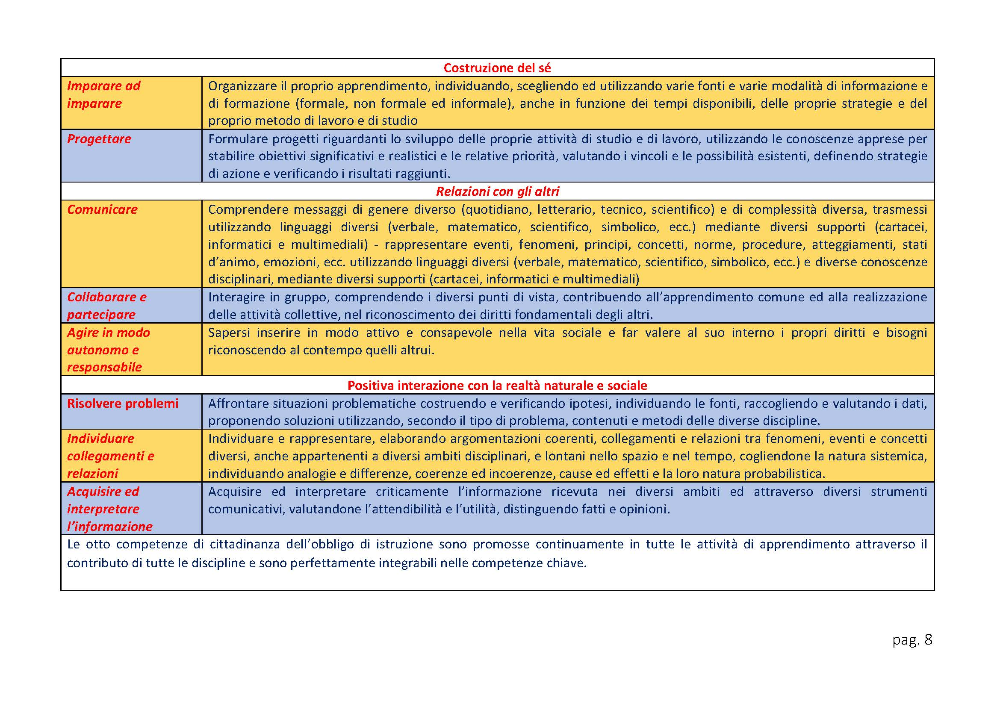 Costruzione del sé
Imparare ad
imparare
Organizzare il proprio apprendimento, individuando, scegliendo ed utilizzando varie fonti e varie modalità di informazione e
di formazione (formale, non formale ed informale), anche in funzione dei tempi disponibili, delle proprie strategie e del
proprio metodo di lavoro e di studio
Progettare
Formulare progetti riguardanti lo sviluppo delle proprie attività di studio e di lavoro, utilizzando le conoscenze apprese per
stabilire obiettivi significativi e realistici e le relative priorità, valutando i vincoli e le possibilità esistenti, definendo strategie
di azione e verificando i risultati raggiunti.
Relazioni con gli altri
Comunicare
Comprendere messaggi di genere diverso (quotidiano, letterario, tecnico, scientifico) e di complessità diversa, trasmessi
utilizzando linguaggi diversi (verbale, matematico, scientifico, simbolico, ecc.) mediante diversi supporti (cartacei,
informatici e multimediali) - rappresentare eventi, fenomeni, principi, concetti, norme, procedure, atteggiamenti, stati
d’animo, emozioni, ecc. utilizzando linguaggi diversi (verbale, matematico, scientifico, simbolico, ecc.) e diverse conoscenze
disciplinari, mediante diversi supporti (cartacei, informatici e multimediali)
Collaborare e
partecipare
Interagire in gruppo, comprendendo i diversi punti di vista, contribuendo all’apprendimento comune ed alla realizzazione
delle attività collettive, nel riconoscimento dei diritti fondamentali degli altri.
Agire in modo
autonomo e
responsabile
Sapersi inserire in modo attivo e consapevole nella vita sociale e far valere al suo interno i propri diritti e bisogni
riconoscendo al contempo quelli altrui.
Positiva interazione con la realtà naturale e sociale
Risolvere problemi
Affrontare situazioni problematiche costruendo e verificando ipotesi, individuando le fonti, raccogliendo e valutando i dati,
proponendo soluzioni utilizzando, secondo il tipo di problema, contenuti e metodi delle diverse discipline.
Individuare
collegamenti e
relazioni
Individuare e rappresentare, elaborando argomentazioni coerenti, collegamenti e relazioni tra fenomeni, eventi e concetti
diversi, anche appartenenti a diversi ambiti disciplinari, e lontani nello spazio e nel tempo, cogliendone la natura sistemica,
individuando analogie e differenze, coerenze ed incoerenze, cause ed effetti e la loro natura probabilistica.
Acquisire ed
interpretare
l’informazione
Acquisire ed interpretare criticamente l’informazione ricevuta nei diversi ambiti ed attraverso diversi strumenti
comunicativi, valutandone l’attendibilità e l’utilità, distinguendo fatti e opinioni.
Le otto competenze di cittadinanza dell’obbligo di istruzione sono promosse continuamente in tutte le attività di apprendimento attraverso il
contributo di tutte le discipline e sono perfettamente integrabili nelle competenze chiave.
pag. 8